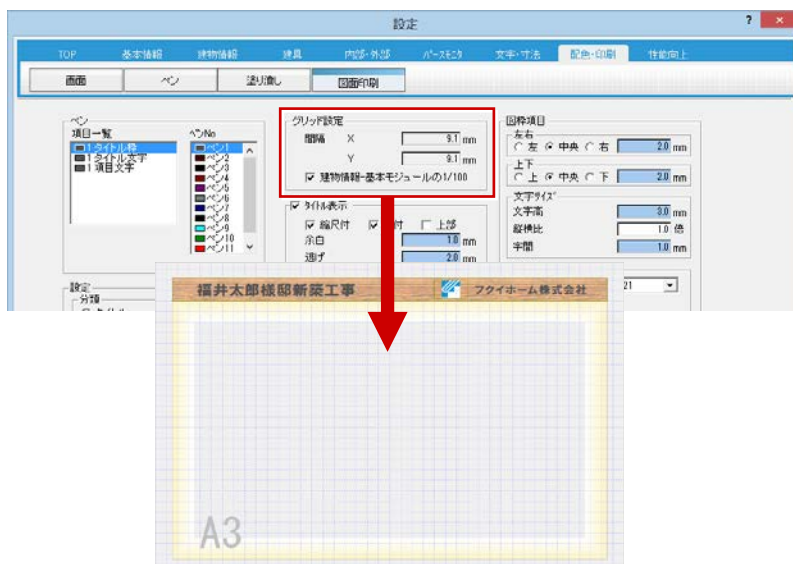 設定
? ×
TOP 基本情報 建物情報 建具 内部・外部 パースモニタ 文字・寸法 配色・印刷 性能向上
画面 ペン 塗り潰し 図面印刷
ペン
項目一覧 ペンNo
1 タイトル枠
1 タイトル文字
1 項目文字
ペン1
ペン2
ペン3
ペン4
ペン5
ペン6
ペン7
ペン8
ペン9
ペン10
ペン11
グリッド設定
間隔 X 9.1 mm
Y 9.1 mm
建物情報-基本モジュールの1/100
タイトル表示
縮尺付 付 上部
余白 1.0 mm
逃げ 2.0 mm
図枠項目
左右
左 中央 右 2.0 mm
上下
上 中央 下 2.0 mm
文字サイズ
文字高 3.0 mm
縦横比 1.0 倍
字間 1.0 mm
21
設定
分類
福井太郎様邸新築工事 フクイホーム株式会社
A3